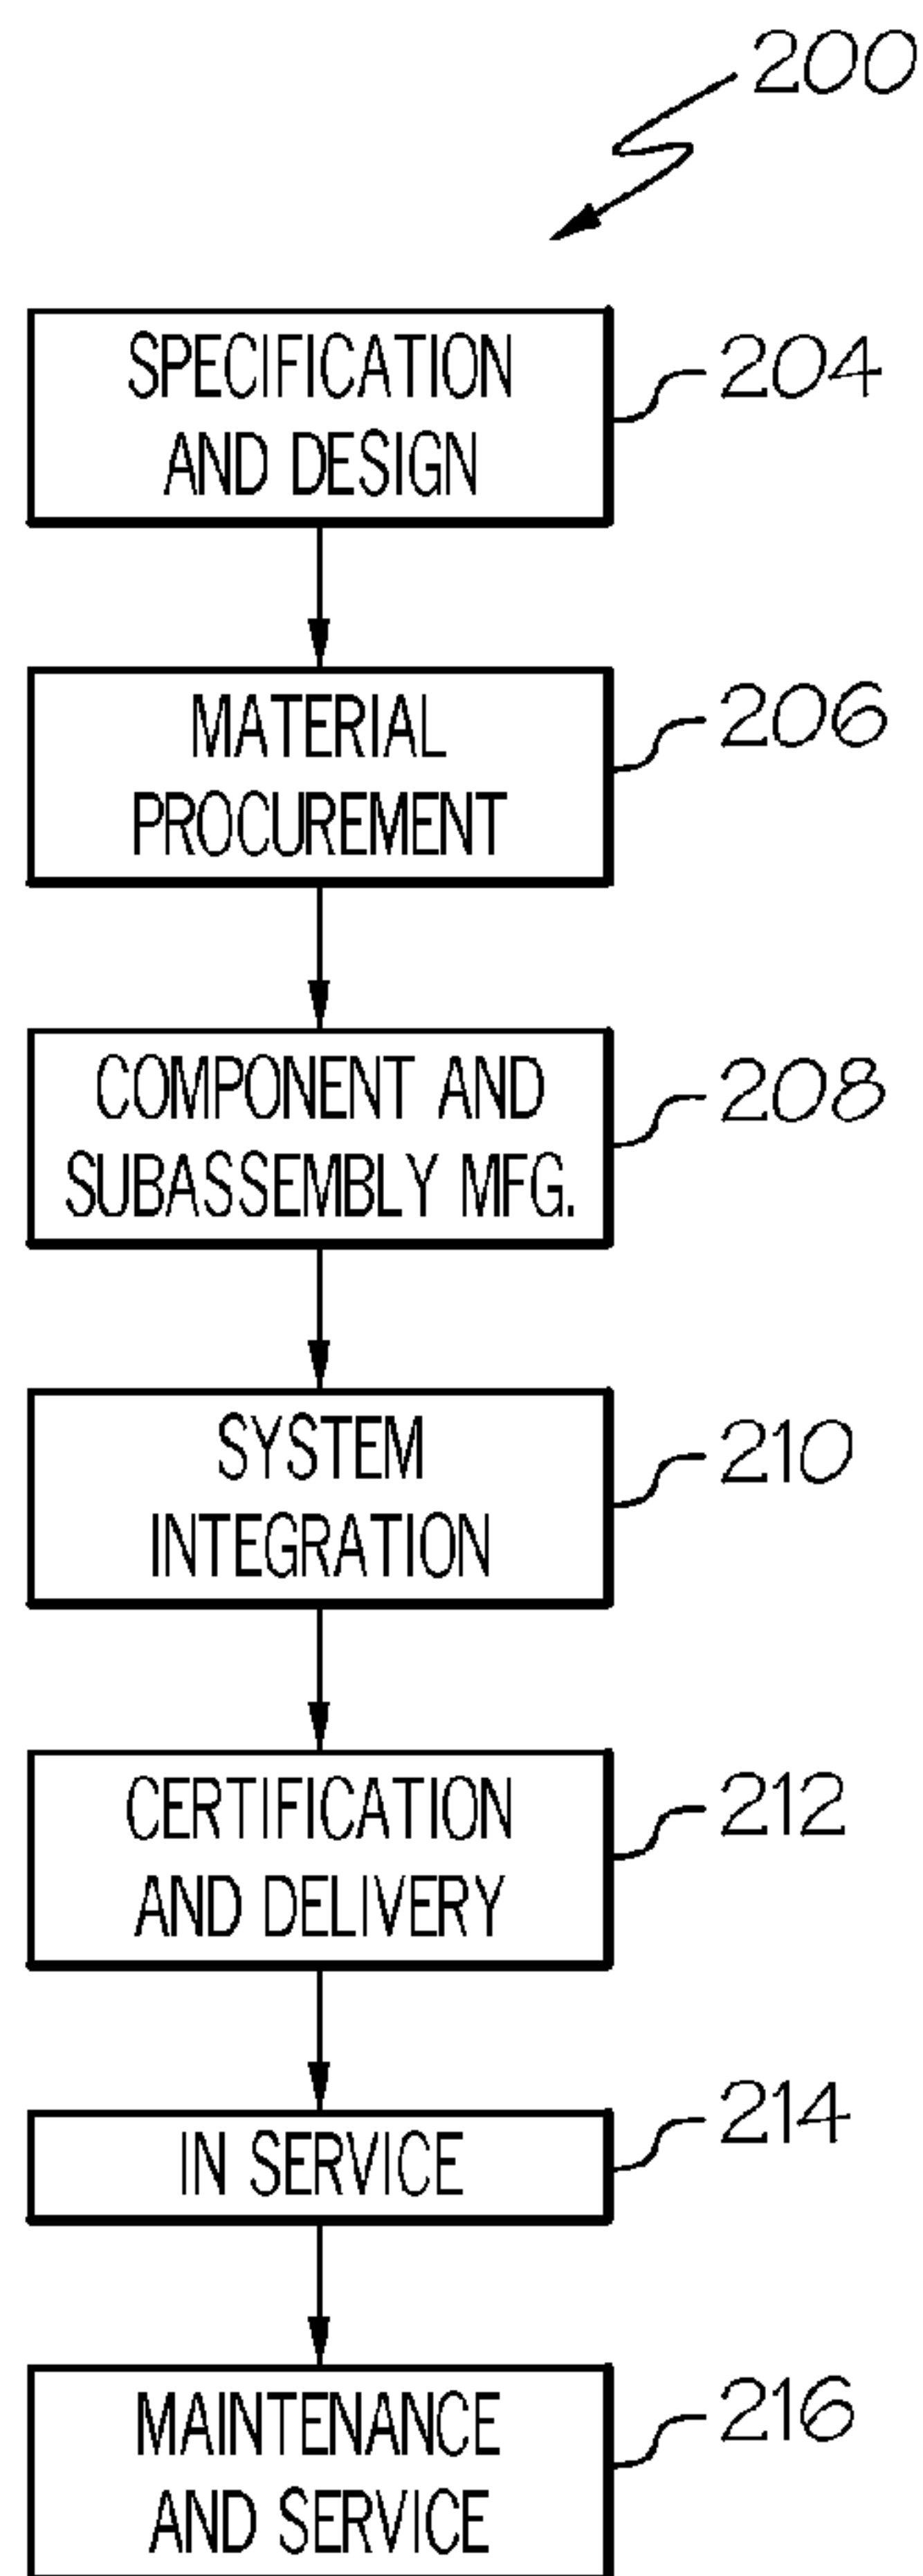 200
SPECIFICATION
AND DESIGN
204
MATERIAL
PROCUREMENT
206
COMPONENT AND
SUBASSEMBLY MFG.
208
SYSTEM
INTEGRATION
210
CERTIFICATION
AND DELIVERY
212
IN SERVICE
214
MAINTENANCE
AND SERVICE
216